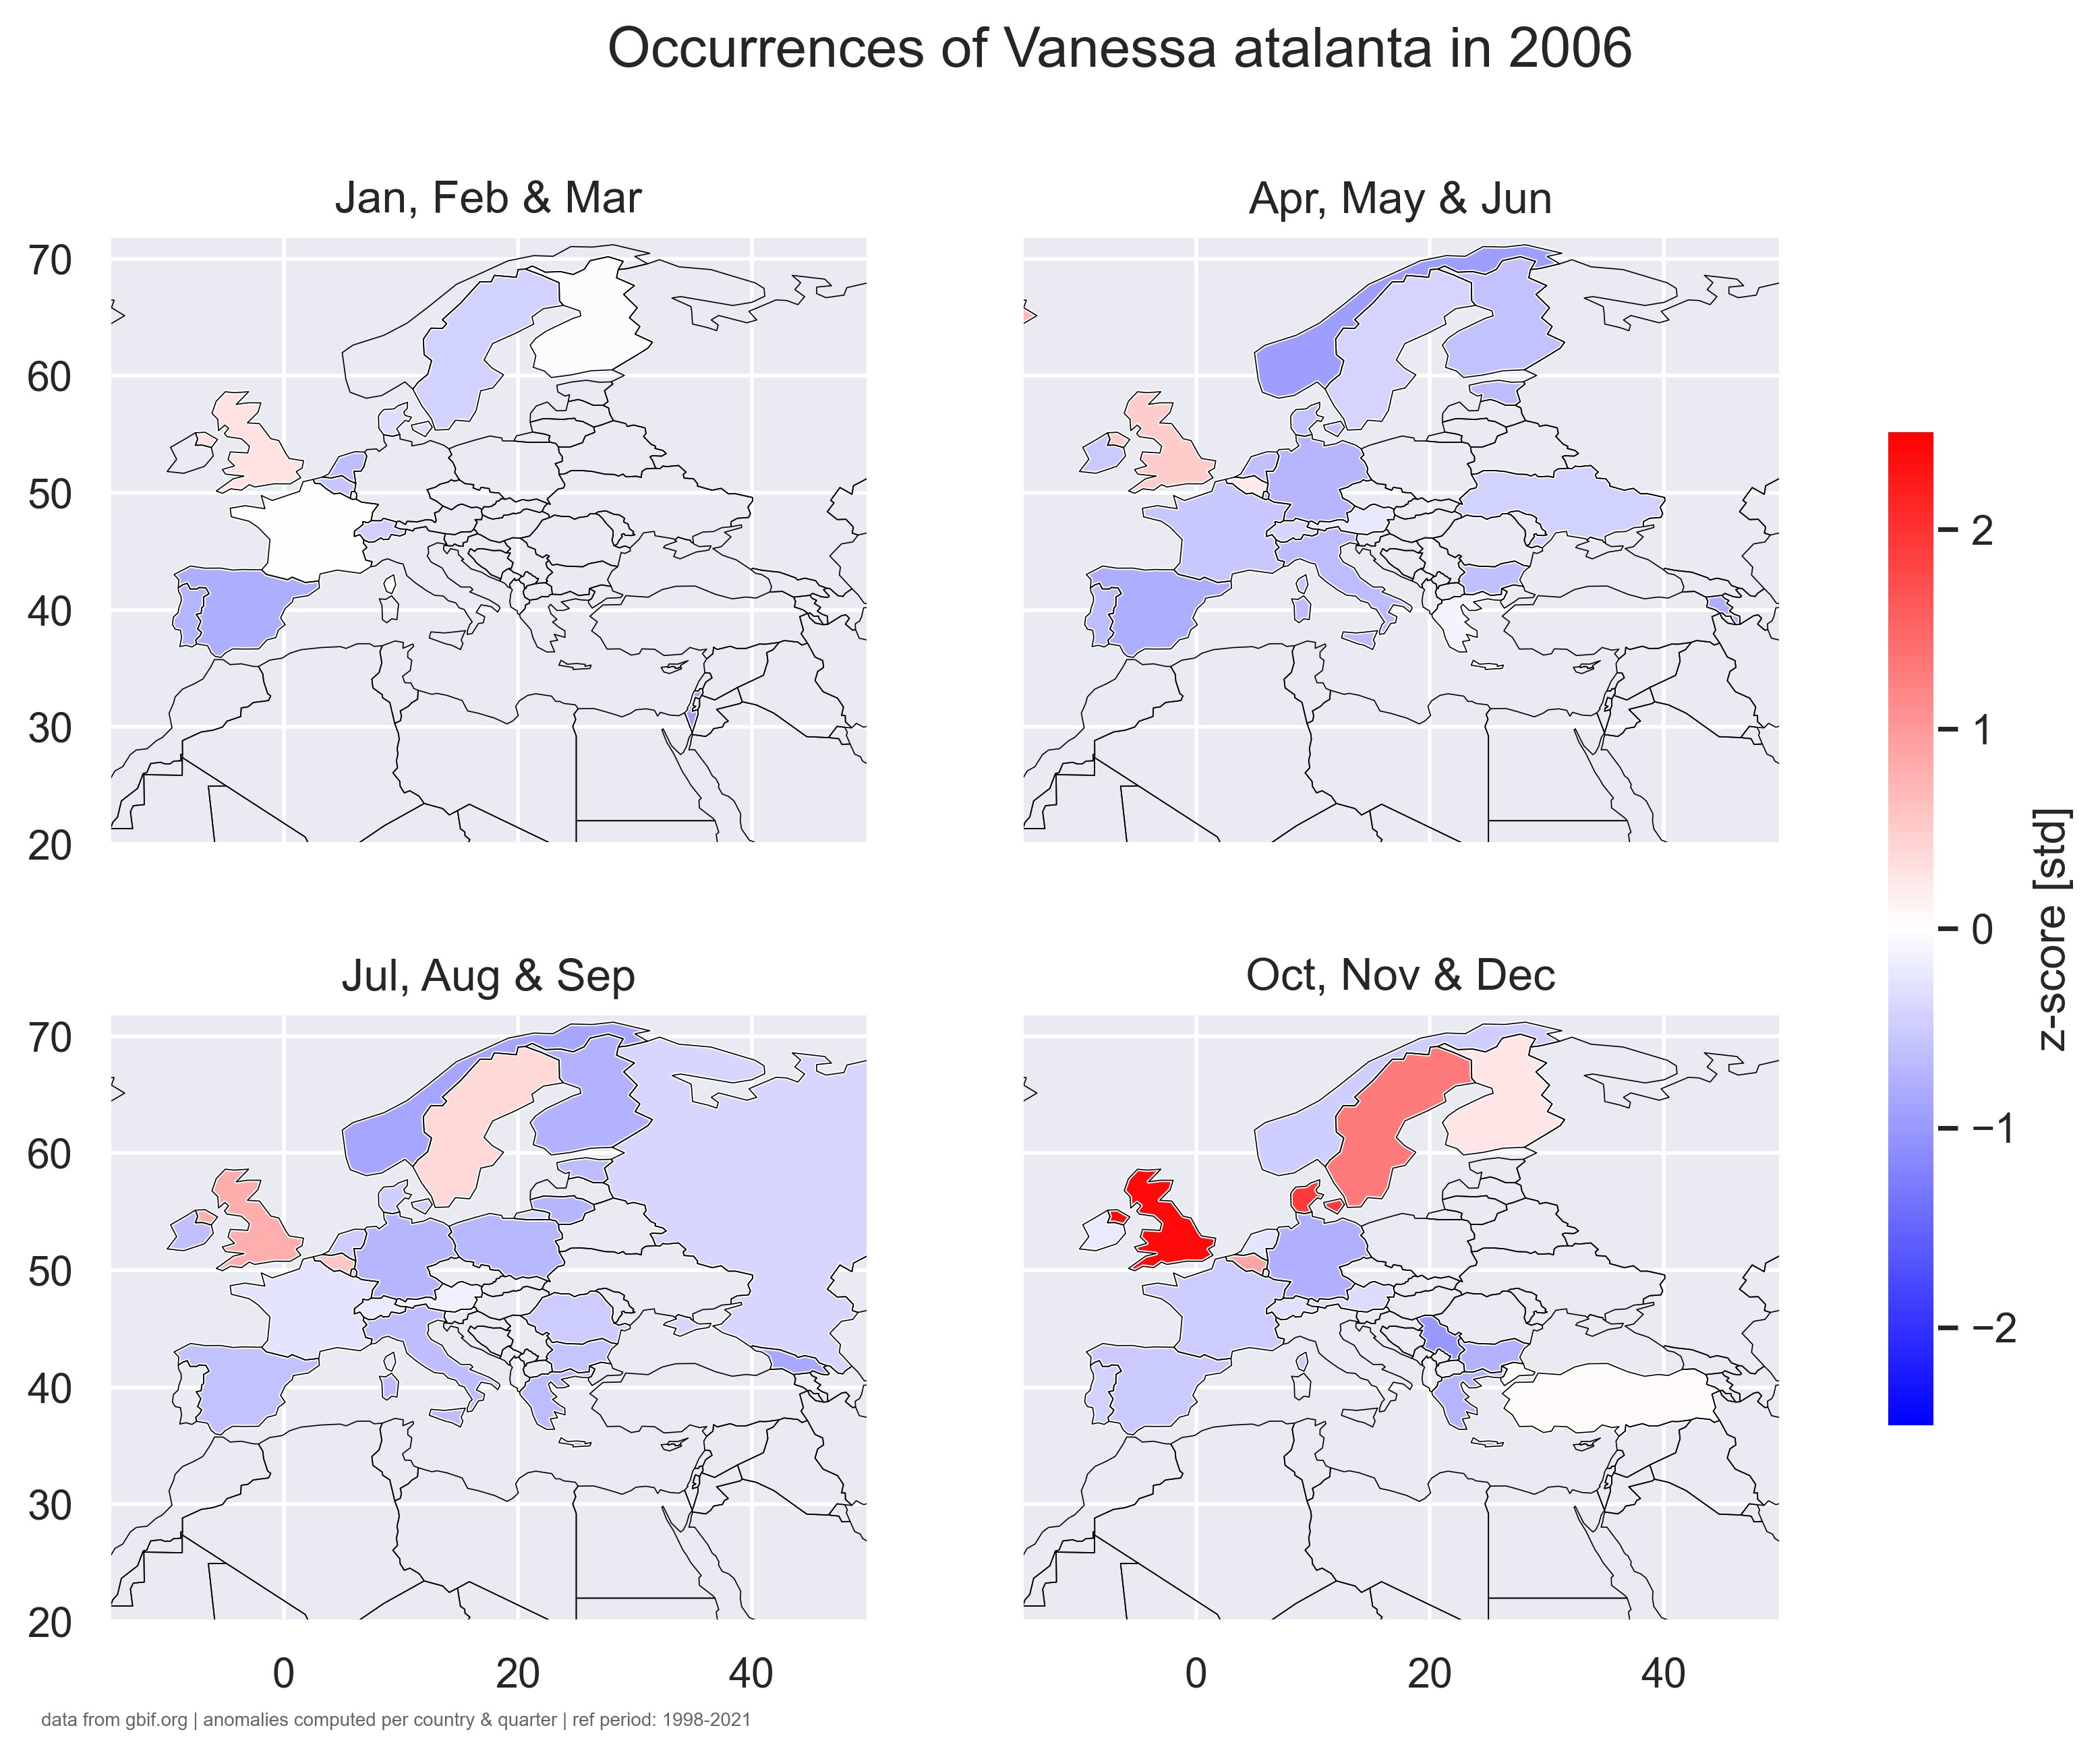 Occurrences of Vanessa atalanta in 2006
Jan, Feb & Mar
Apr, May & Jun
70
60
50
40
30
20
2
1
0
−1
−2
z-score [std]
Jul, Aug & Sep
Oct, Nov & Dec
70
60
50
40
30
20
0 20 40
0 20 40
data from gbif.org | anomalies computed per country & quarter | ref period: 1998-2021